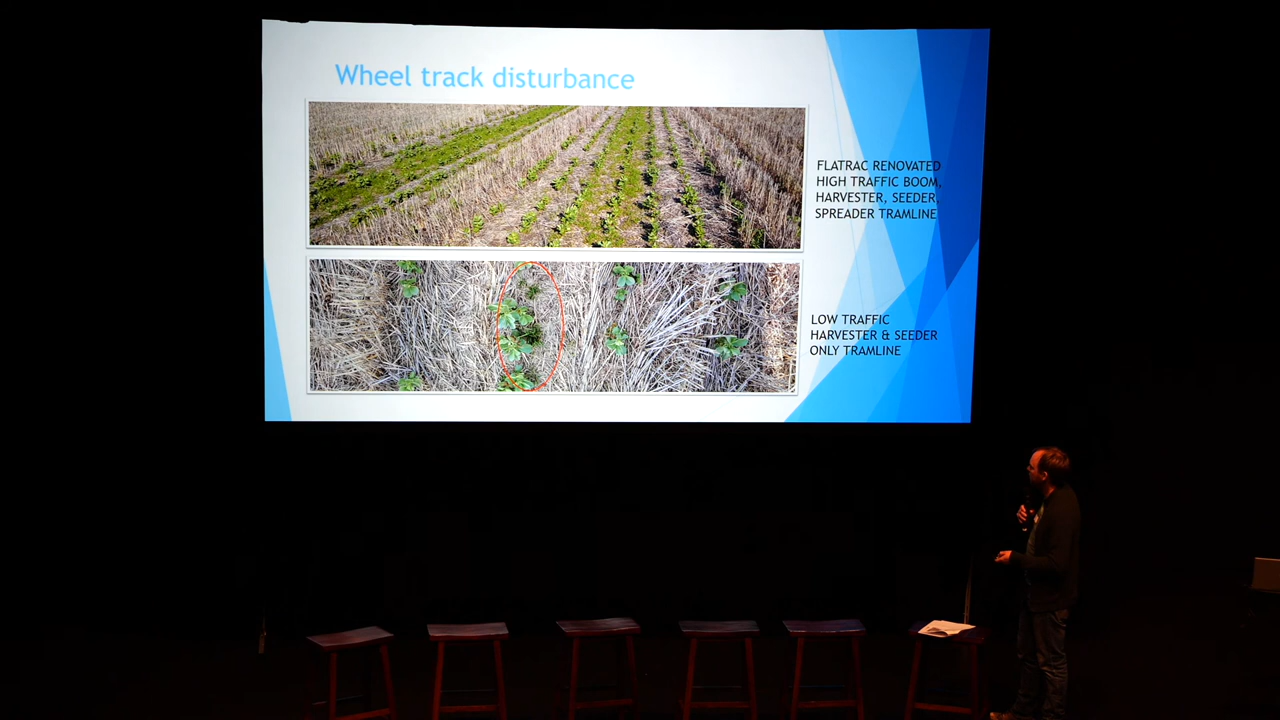 Wheel track disturbance
FLATRAC RENOVATED
HIGH TRAFFIC BOOM,
HARVESTER, SEEDER,
SPREADER TRAMLINE
LOW TRAFFIC
HARVESTER & SEEDER
ONLY TRAMLINE